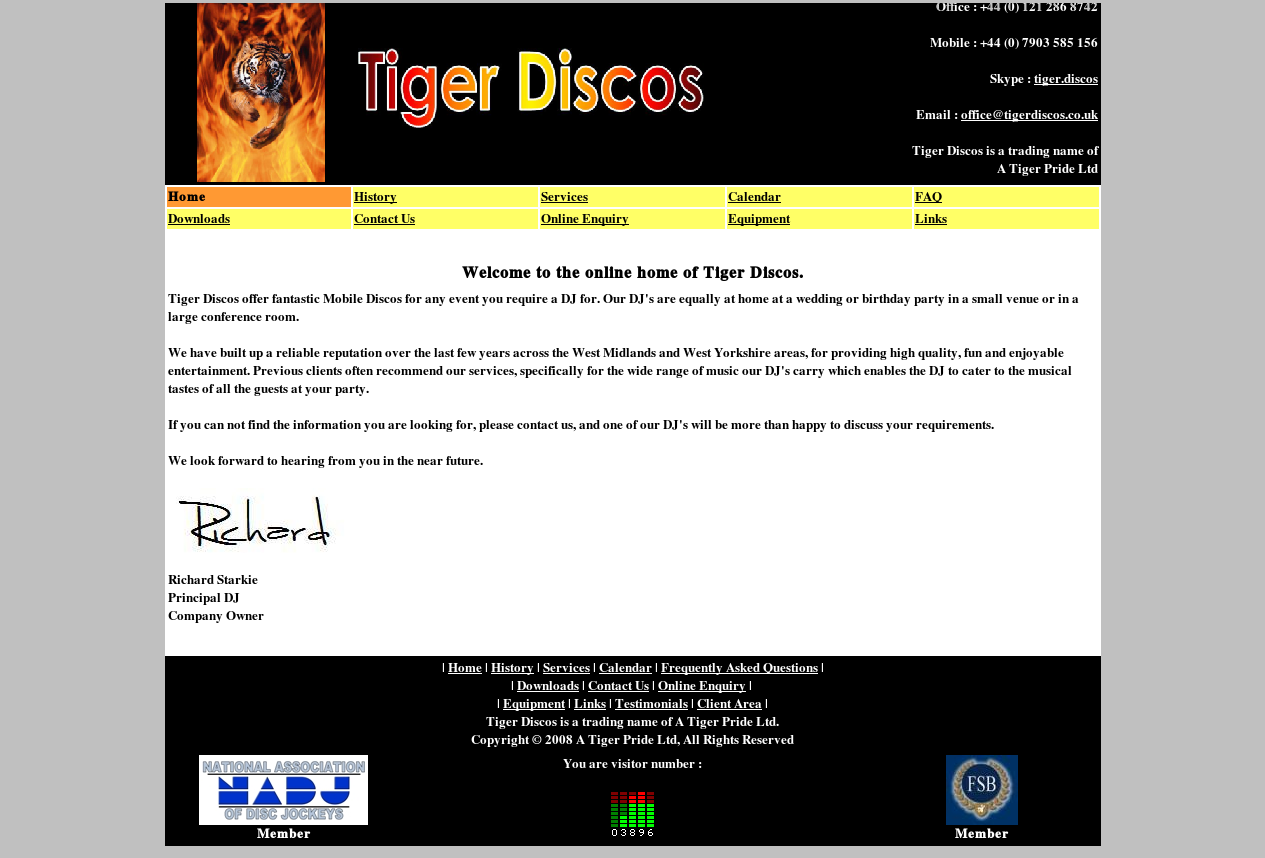 Office : +44 (0) 121 286 8742
Mobile : +44 (0) 7903 585 156
Skype : tiger.discos
Email : office@tigerdiscos.co.uk
Tiger Discos is a trading name of
A Tiger Pride Ltd
Tiger Discos
Home History Services Calendar FAQ
Downloads Contact Us Online Enquiry Equipment Links
Welcome to the online home of Tiger Discos.
Tiger Discos offer fantastic Mobile Discos for any event you require a DJ for. Our DJ's are equally at home at a wedding or birthday party in a small venue or in a
large conference room.
We have built up a reliable reputation over the last few years across the West Midlands and West Yorkshire areas, for providing high quality, fun and enjoyable
entertainment. Previous clients often recommend our services, specifically for the wide range of music our DJ's carry which enables the DJ to cater to the musical
tastes of all the guests at your party.
If you can not find the information you are looking for, please contact us, and one of our DJ's will be more than happy to discuss your requirements.
We look forward to hearing from you in the near future.
Richard
Richard Starkie
Principal DJ
Company Owner
| Home | History | Services | Calendar | Frequently Asked Questions |
| Downloads | Contact Us | Online Enquiry |
| Equipment | Links | Testimonials | Client Area |
Tiger Discos is a trading name of A Tiger Pride Ltd.
Copyright © 2008 A Tiger Pride Ltd, All Rights Reserved
NATIONAL ASSOCIATION
NADJ
OF DISC JOCKEYS
Member
You are visitor number :
03896
FSB
Member